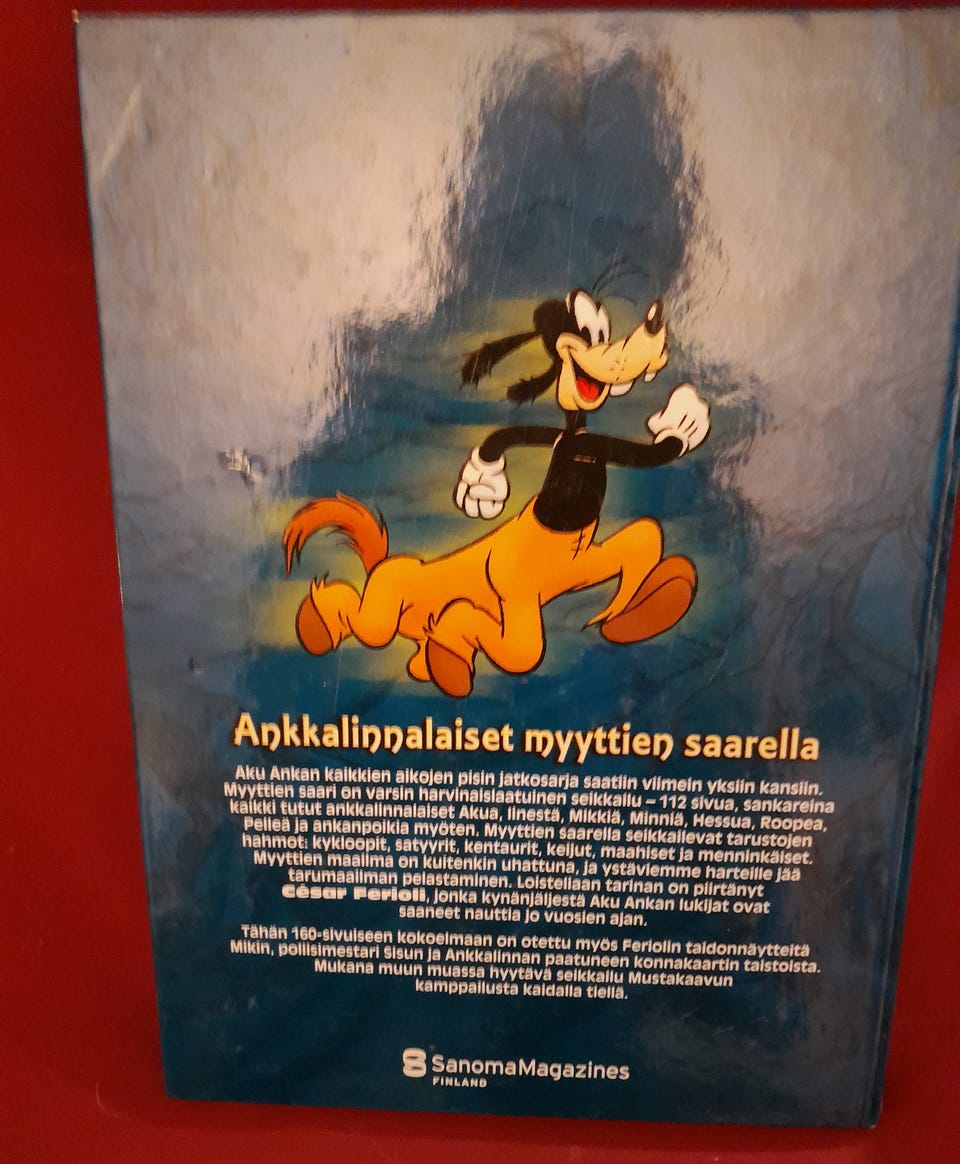 Ankkalinnalaiset myyttien saarella
Aku Ankan kaikkien aikojen pisin jatkosarja saatiin viimein yksiin kansiin.
Myyttien saari on varsin harvinaislaatuinen seikkailu – 112 sivua, sankareina
kaikki tutut ankkalinnalaiset Akua, Iinestä, Mikkiä, Minniä, Hessua, Roopea,
Pelleä ja ankanpoikia myöten. Myyttien saarella seikkailevat tarustojen
hahmot: kykloopit, satyyrit, kentaurit, keijut, maahiset ja menninkäiset.
Myyttien maailma on kuitenkin uhattuna, ja ystäviemme harteille jää
tarumaailman pelastaminen. Loisteliaan tarinan on piirtänyt
César Ferioli, jonka kynänjäljestä Aku Ankan lukijat ovat
saaneet nauttia jo vuosien ajan.
Tähän 160-sivuiseen kokoelmaan on otettu myös Feriolin taidonnäytteitä
Mikin, poliisimestari Sisun ja Ankkalinnan paatuneen konnakaartin taistoista.
Mukana muun muassa hyytävä seikkailu Mustakaavun
kamppailusta kaidalla tiellä.
SanomaMagazines
FINLAND